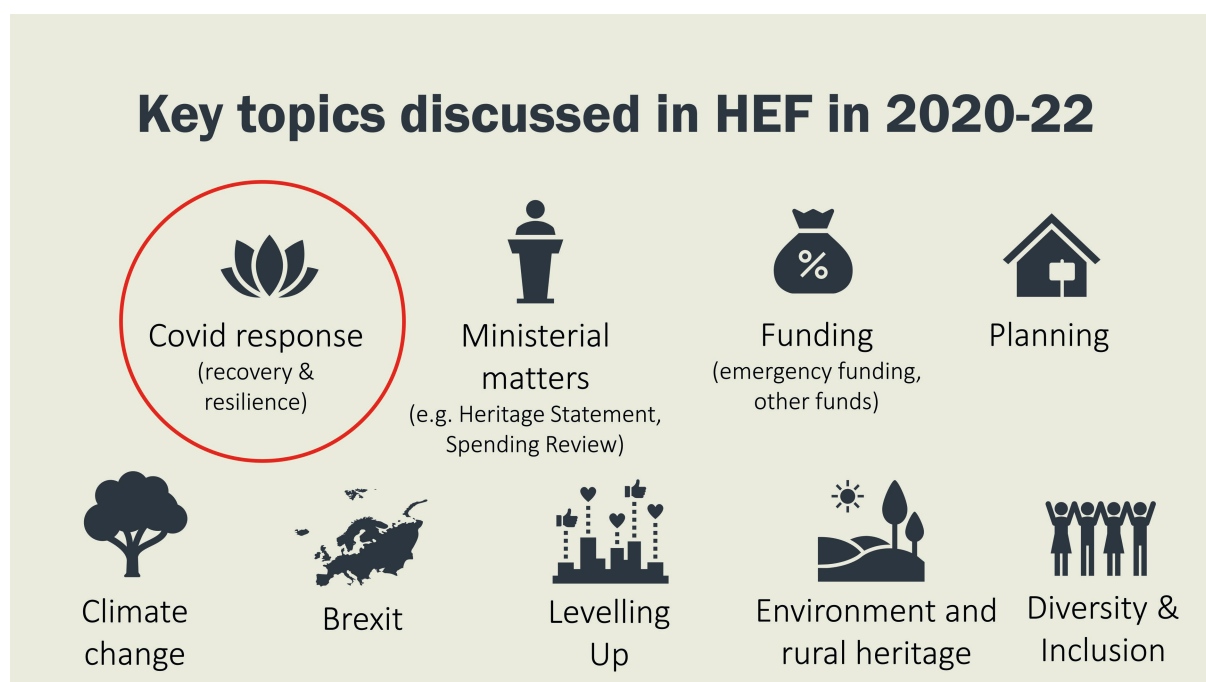 Key topics discussed in HEF in 2020-22
Covid response
(recovery &
resilience)
Ministerial
matters
(e.g. Heritage Statement,
Spending Review)
Funding
(emergency funding,
other funds)
Planning
Climate
change
Brexit
Levelling
Up
Environment and
rural heritage
Diversity &
Inclusion